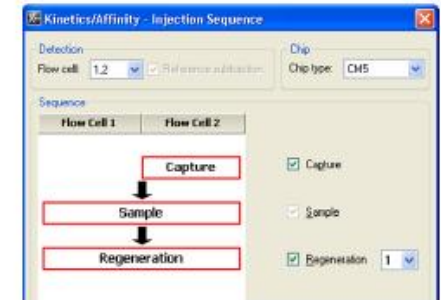 Kinetics/Affinity - Injection Sequence
Detection
Flow cell: 1,2 Reference subtraction
Chip
Chip type: CM5
Sequence
Flow Cell 1 Flow Cell 2
Capture
Capture
Sample
Sample
Regeneration
Regeneration 1